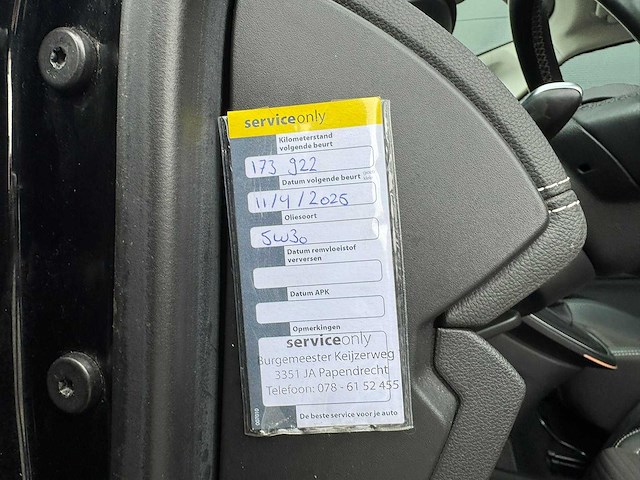 serviceonly
Kilometerstand
volgende beurt
173 922
Datum volgende beurt
11/4/2026
Oliesoort
5W30
Datum remvloeistof
verversen
Datum APK
Opmerkingen
serviceonly
Burgemeester Keijzerweg
3351 JA Papendrecht
Telefoon: 078 - 61 52 455
De beste service voor je auto